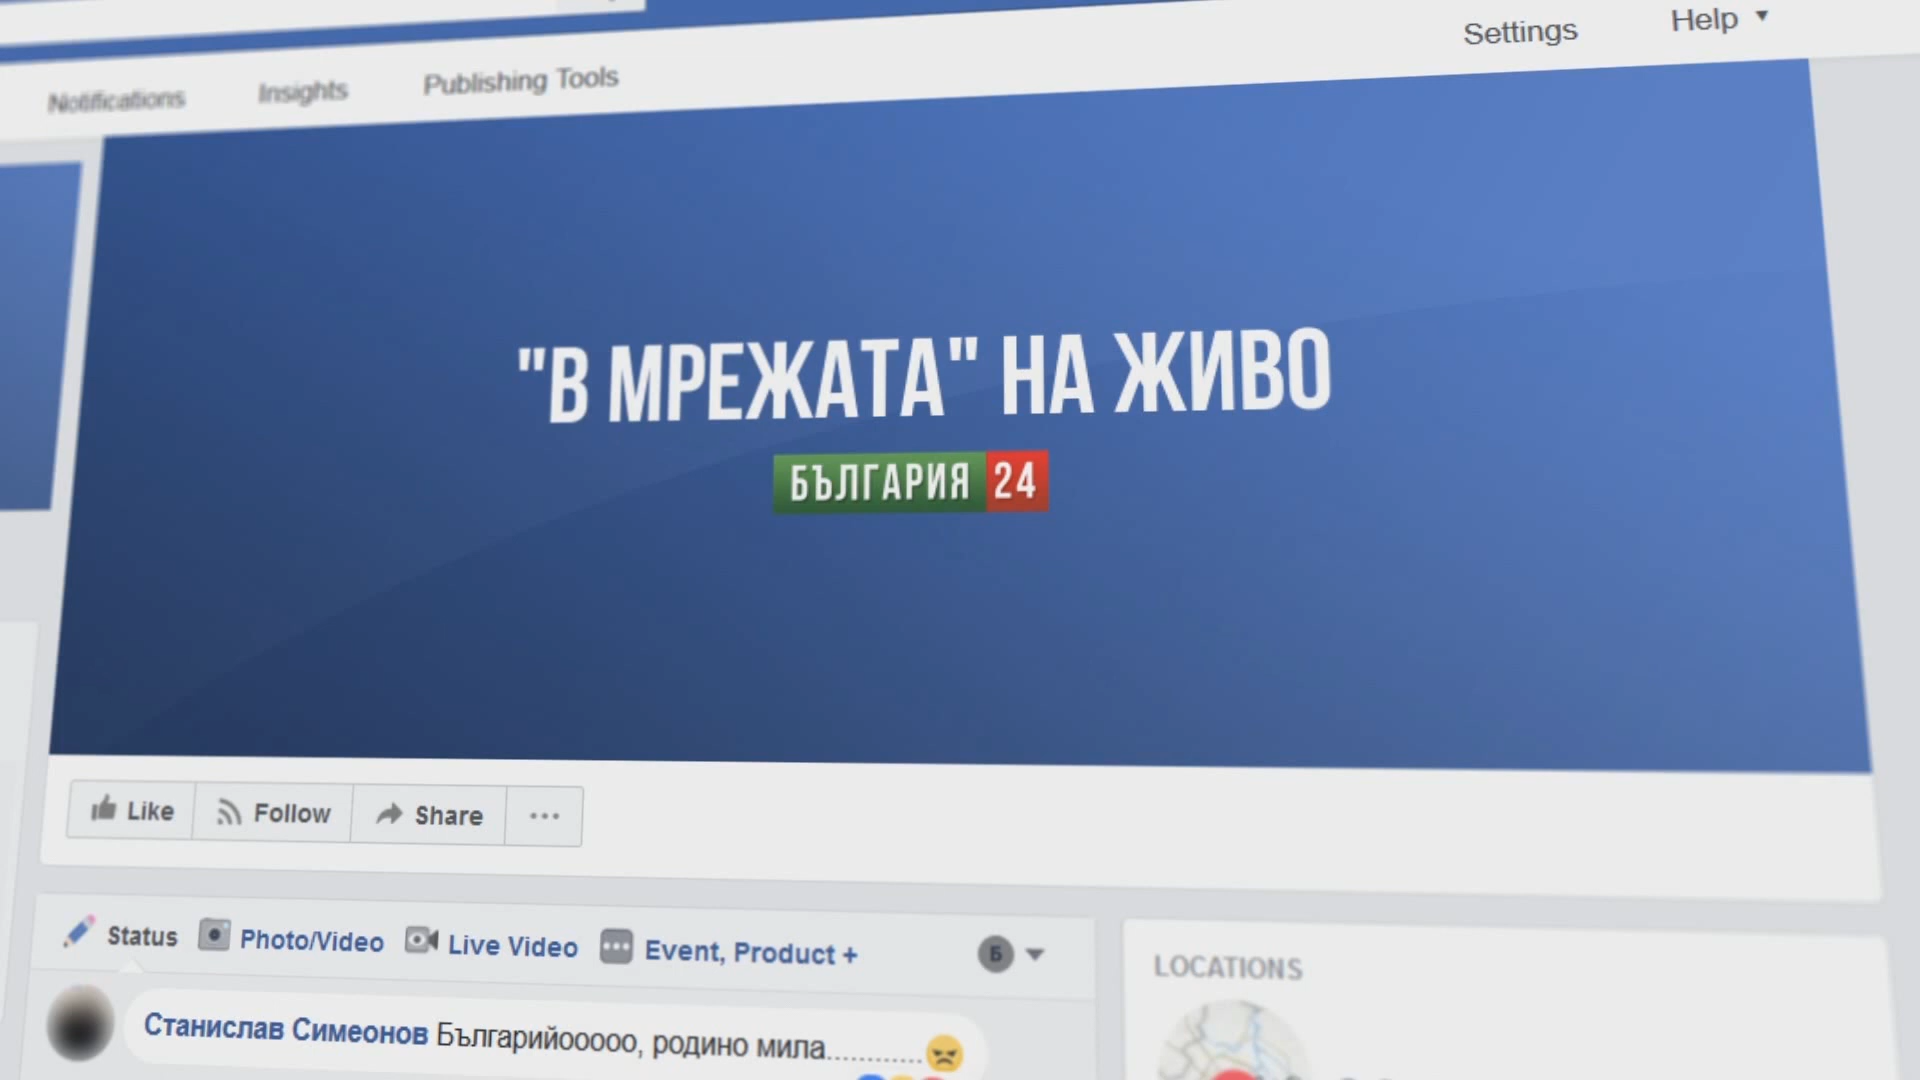 Settings Help
Notifications Insights Publishing Tools
"В МРЕЖАТА" НА ЖИВО
БЪЛГАРИЯ 24
Like Follow Share
Status Photo/Video Live Video Event, Product + Б
LOCATIONS
Станислав Симеонов Българийооооо, родино мила............